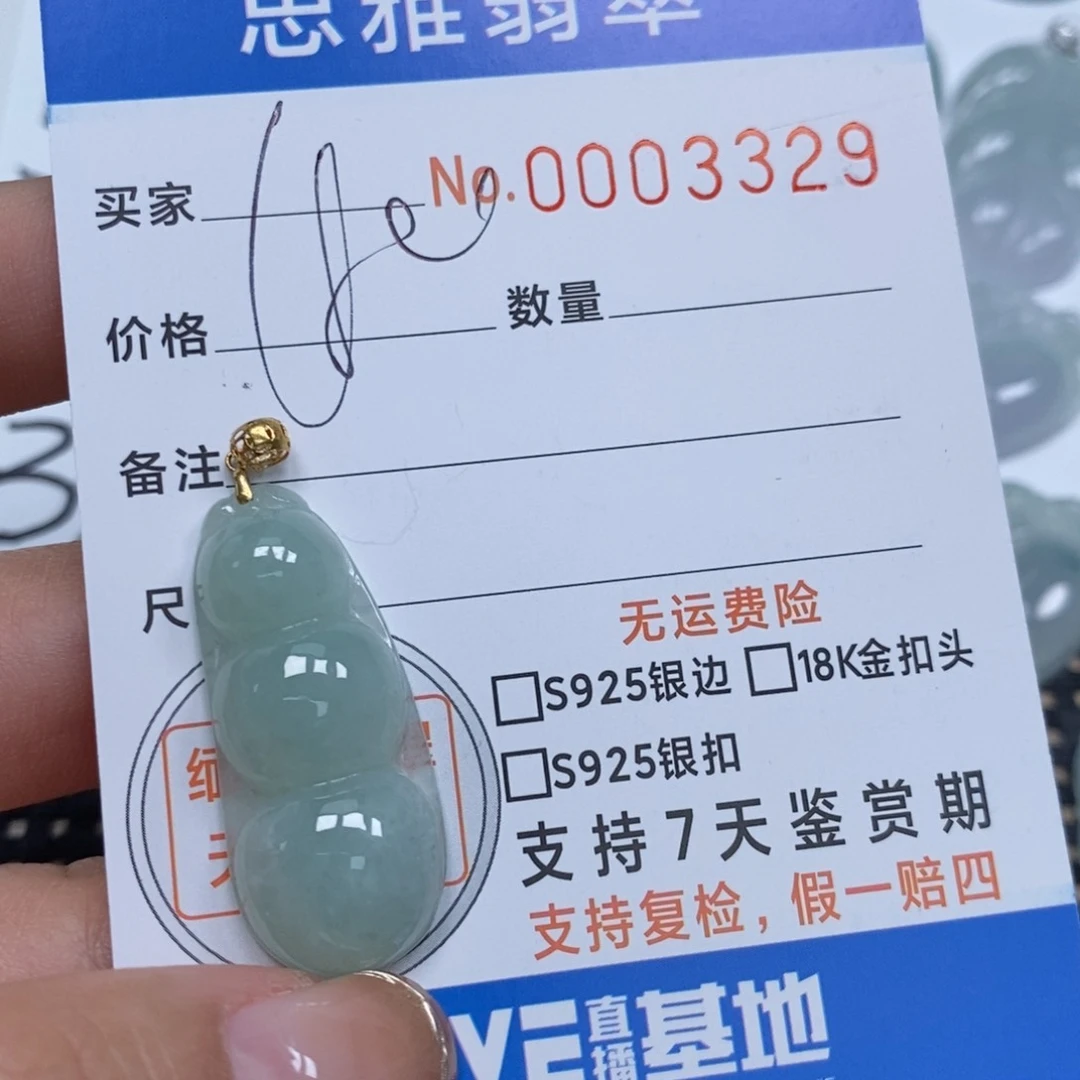 思雅翡翠
买家 No.0003329
价格 数量
备注
尺
无运费险
S925银边 18K金扣头
S925银扣
支持7天鉴赏期
支持复检，假一赔四
VE直播基地